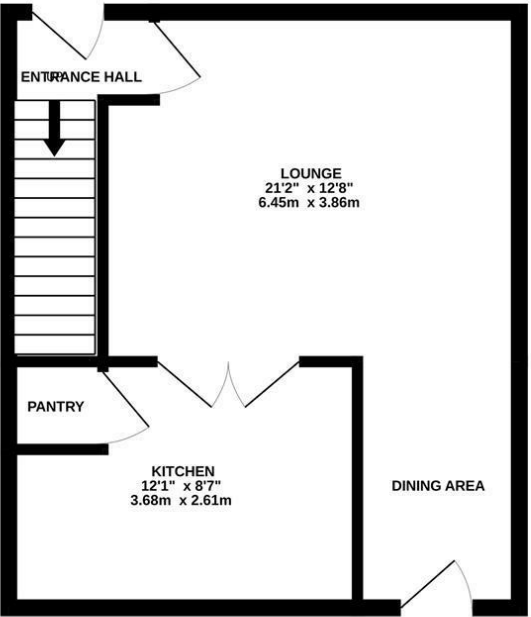 ENTRANCE HALL
UP
LOUNGE
21'2" x 12'8"
6.45m x 3.86m
PANTRY
KITCHEN
12'1" x 8'7"
3.68m x 2.61m
DINING AREA